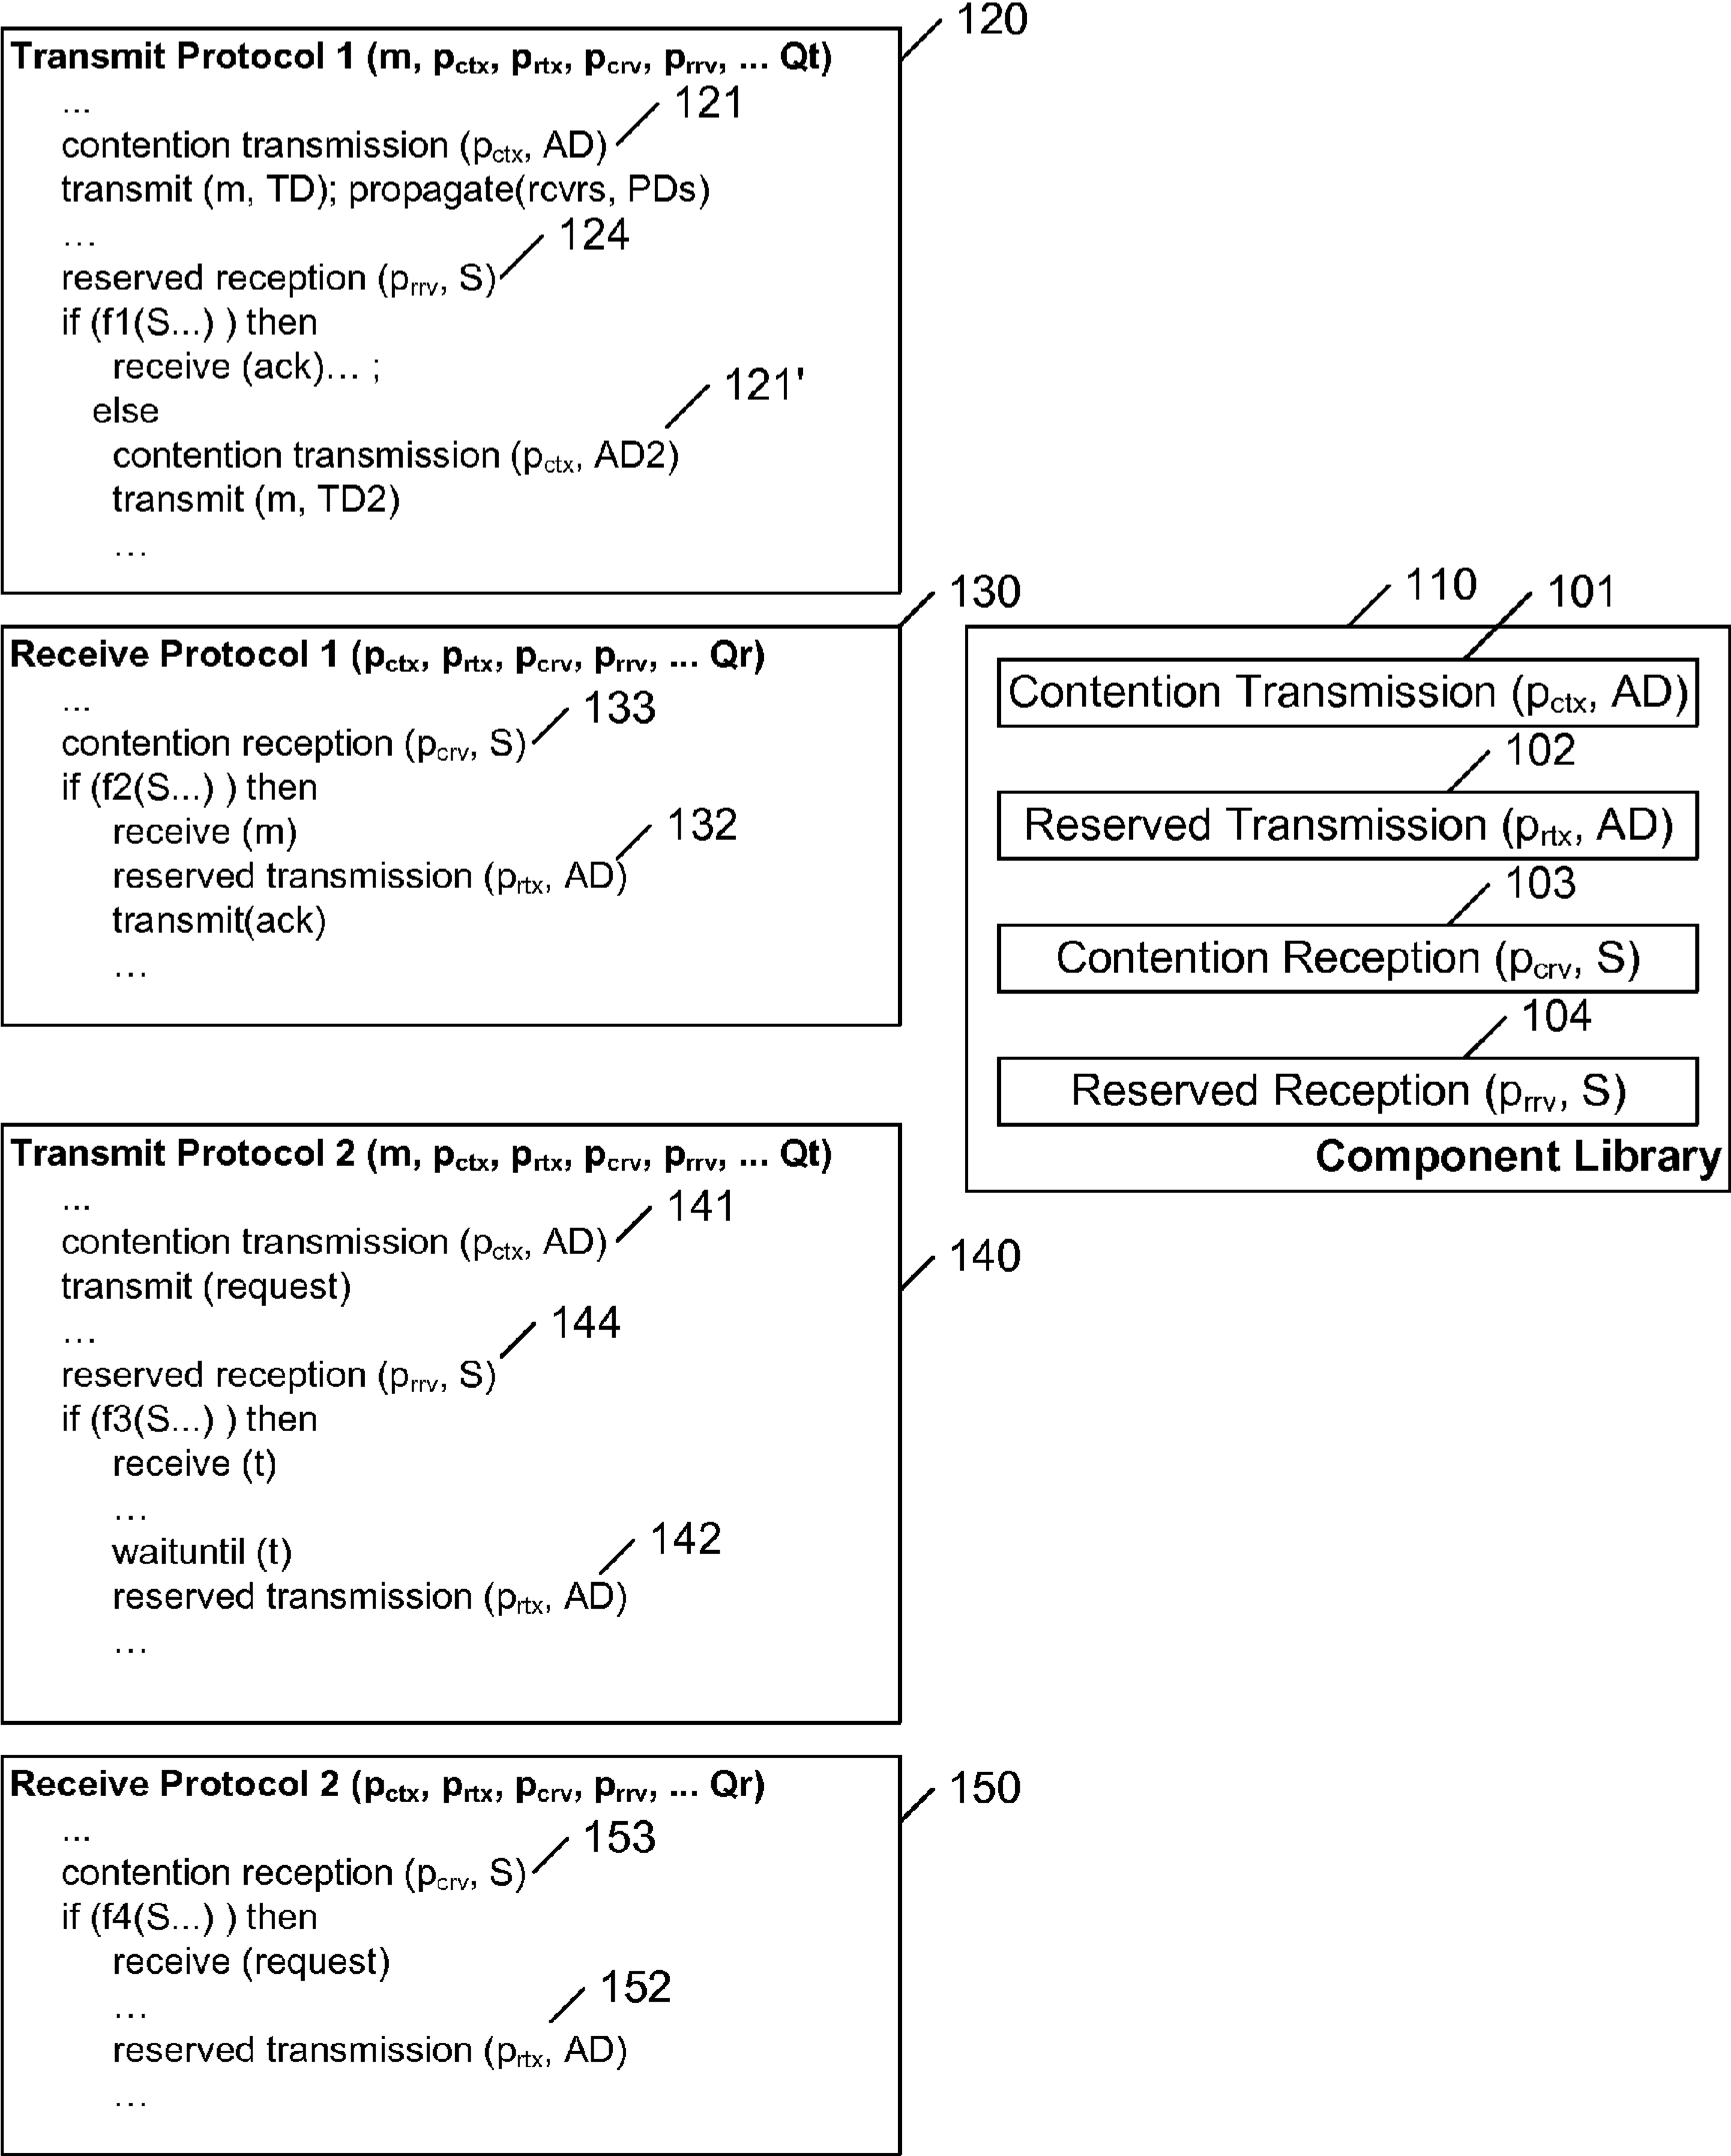 120
Transmit Protocol 1 (m, pctx, prtx, pcrv, prrv, ... Qt)
...
121
contention transmission (pctx, AD)
transmit (m, TD); propagate(rcvrs, PDs)
...
124
reserved reception (prrv, S)
if (f1(S...) ) then
receive (ack)... ;
121'
else
contention transmission (pctx, AD2)
transmit (m, TD2)
...
130
Receive Protocol 1 (pctx, prtx, pcrv, prrv, ... Qr)
...
133
contention reception (pcrv, S)
if (f2(S...) ) then
receive (m)
132
reserved transmission (prtx, AD)
transmit(ack)
...
110
101
Contention Transmission (pctx, AD)
102
Reserved Transmission (prtx, AD)
103
Contention Reception (pcrv, S)
104
Reserved Reception (prrv, S)
Component Library
Transmit Protocol 2 (m, pctx, prtx, pcrv, prrv, ... Qt)
...
141
contention transmission (pctx, AD)
140
transmit (request)
...
144
reserved reception (prrv, S)
if (f3(S...) ) then
receive (t)
...
waituntil (t)
142
reserved transmission (prtx, AD)
...
150
Receive Protocol 2 (pctx, prtx, pcrv, prrv, ... Qr)
...
153
contention reception (pcrv, S)
if (f4(S...) ) then
receive (request)
...
152
reserved transmission (prtx, AD)
...